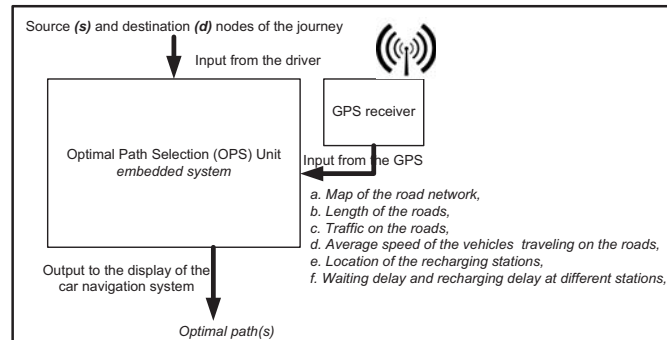 Source (s) and destination (d) nodes of the journey
Input from the driver
GPS receiver
Optimal Path Selection (OPS) Unit
embedded system
Input from the GPS
a. Map of the road network,
b. Length of the roads,
c. Traffic on the roads,
d. Average speed of the vehicles traveling on the roads,
e. Location of the recharging stations,
f. Waiting delay and recharging delay at different stations,
Output to the display of the
car navigation system
Optimal path(s)